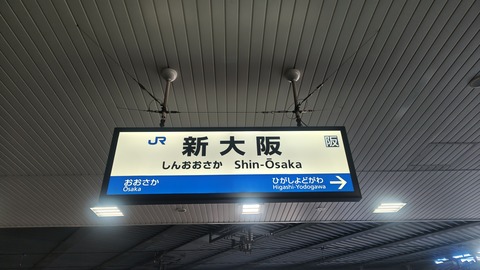 JR 新大阪 阪
しんおおさか Shin-Ōsaka
おおさか ひがしよどがわ
Osaka Higashi-Yodogawa